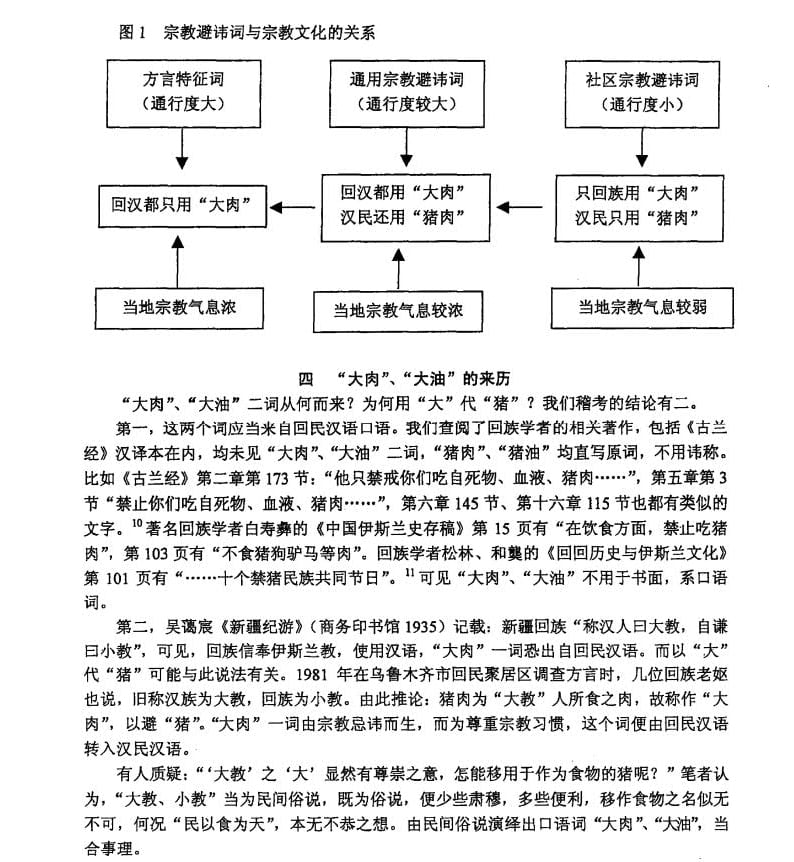 图1 宗教避讳词与宗教文化的关系
方言特征词
（通行度大）
通用宗教避讳词
（通行度较大）
社区宗教避讳词
（通行度小）
回汉都只用“大肉”
回汉都用“大肉”
汉民还用“猪肉”
只回族用“大肉”
汉民只用“猪肉”
当地宗教气息浓
当地宗教气息较浓
当地宗教气息较弱
四 “大肉”、“大油”的来历
“大肉”、“大油”二词从何而来？为何用“大”代“猪”？我们稽考的结论有二。
第一，这两个词应当来自回民汉语口语。我们查阅了回族学者的相关著作，包括《古兰
经》汉译本在内，均未见“大肉”、“大油”二词，“猪肉”、“猪油”均直写原词，不用讳称。
比如《古兰经》第二章第173节：“他只禁戒你们吃自死物、血液、猪肉……”，第五章第3
节“禁止你们吃自死物、血液、猪肉……”，第六章145节、第十六章115节也都有类似的
文字。10著名回族学者白寿彝的《中国伊斯兰史存稿》第15页有“在饮食方面，禁止吃猪
肉”，第103页有“不食猪狗驴马等肉”。回族学者松林、和龑的《回回历史与伊斯兰文化》
第101页有“……十个禁猪民族共同节日”。11可见“大肉”、“大油”不用于书面，系口语
词。
第二，吴蔼宸《新疆纪游》（商务印书馆1935）记载：新疆回族“称汉人曰大教，自谦
曰小教”，可见，回族信奉伊斯兰教，使用汉语，“大肉”一词恐出自回民汉语。而以“大”
代“猪”可能与此说法有关。1981年在乌鲁木齐市回民聚居区调查方言时，几位回族老妪
也说，旧称汉族为大教，回族为小教。由此推论：猪肉为“大教”人所食之肉，故称作“大
肉”，以避“猪”。“大肉”一词由宗教忌讳而生，而为尊重宗教习惯，这个词便由回民汉语
转入汉民汉语。
有人质疑：“‘大教’之‘大’显然有尊崇之意，怎能移用于作为食物的猪呢？”笔者认
为，“大教、小教”当为民间俗说，既为俗说，便少些肃穆，多些便利，移作食物之名似无
不可，何况“民以食为天”，本无不恭之想。由民间俗说演绎出口语词“大肉”、“大油”，当
合事理。